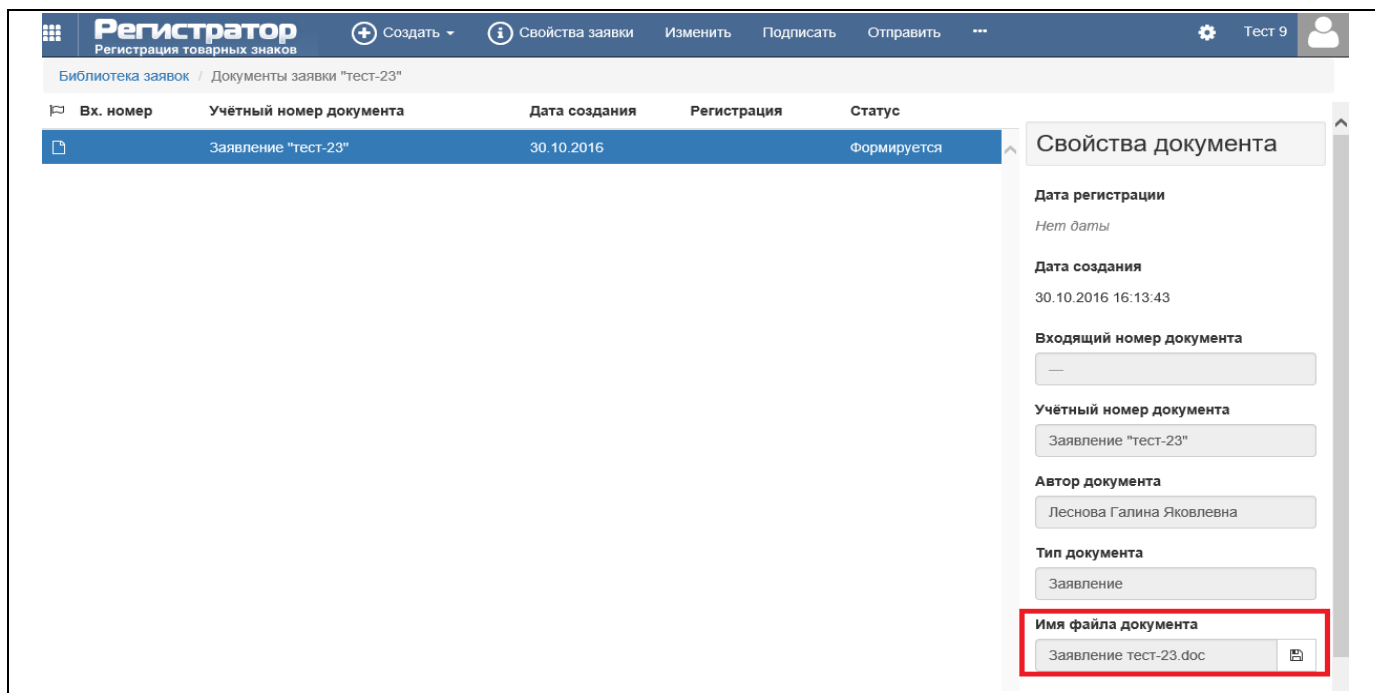 Регистратор
Регистрация товарных знаков
Создать
Свойства заявки
Изменить
Подписать
Отправить
Тест 9
Библиотека заявок / Документы заявки "тест-23"
Вх. номер Учётный номер документа Дата создания Регистрация Статус
Заявление "тест-23" 30.10.2016 Формируется
Свойства документа
Дата регистрации
Нет даты
Дата создания
30.10.2016 16:13:43
Входящий номер документа
—
Учётный номер документа
Заявление "тест-23"
Автор документа
Леснова Галина Яковлевна
Тип документа
Заявление
Имя файла документа
Заявление тест-23.doc